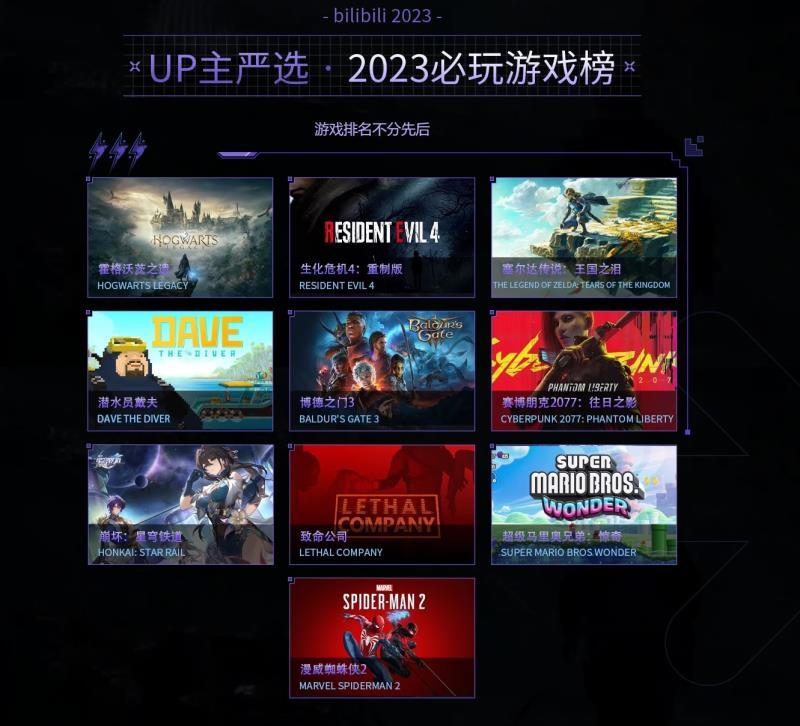 - bilibili 2023 -
UP主严选 · 2023必玩游戏榜
游戏排名不分先后
HOGWARTS
霍格沃茨之遗
HOGWARTS LEGACY
RESIDENT EVIL 4
生化危机4：重制版
RESIDENT EVIL 4
塞尔达传说：王国之泪
THE LEGEND OF ZELDA: TEARS OF THE KINGDOM
DAVE
THE DIVER
潜水员戴夫
DAVE THE DIVER
Baldur's
Gate
博德之门3
BALDUR'S GATE 3
2077
PHANTOM LIBERTY
赛博朋克2077：往日之影
CYBERPUNK 2077: PHANTOM LIBERTY
崩坏：星穹铁道
HONKAI: STAR RAIL
LETHAL
COMPANY
致命公司
LETHAL COMPANY
SUPER
MARIO BROS.
WONDER
超级马里奥兄弟：惊奇
SUPER MARIO BROS.WONDER
MARVEL
SPIDER-MAN 2
漫威蜘蛛侠2
MARVEL SPIDERMAN 2